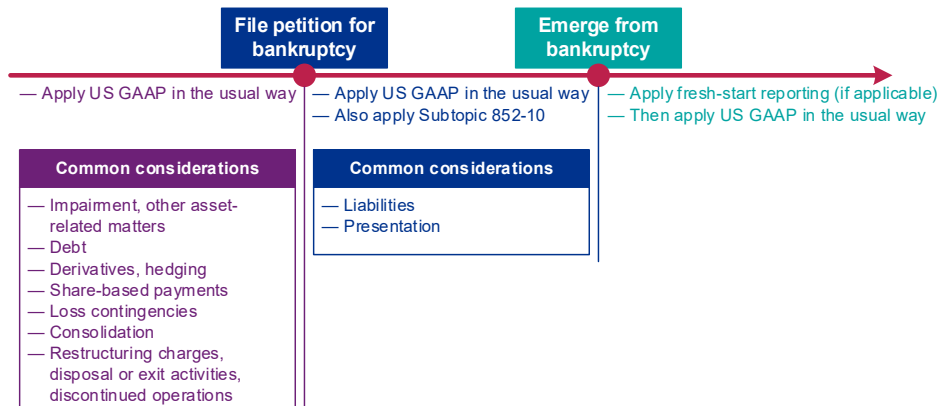 File petition for
bankruptcy
Emerge from
bankruptcy
— Apply US GAAP in the usual way
— Apply US GAAP in the usual way
— Also apply Subtopic 852-10
— Apply fresh-start reporting (if applicable)
— Then apply US GAAP in the usual way
Common considerations
— Impairment, other asset-
related matters
— Debt
— Derivatives, hedging
— Share-based payments
— Loss contingencies
— Consolidation
— Restructuring charges,
disposal or exit activities,
discontinued operations
Common considerations
— Liabilities
— Presentation